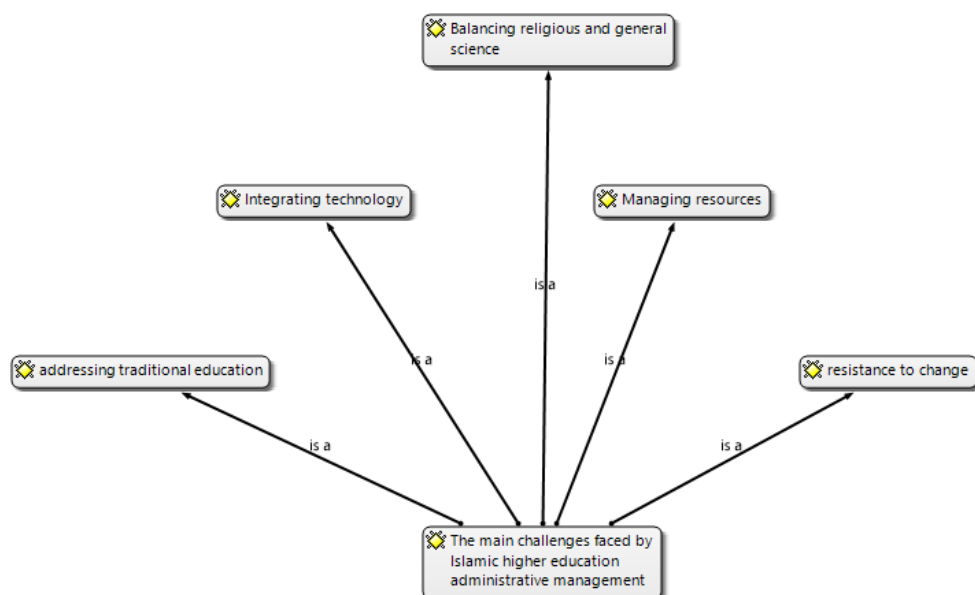 Balancing religious and general
science
Integrating technology
Managing resources
is a
is a
is a
addressing traditional education
resistance to change
is a
is a
The main challenges faced by
Islamic higher education
administrative management